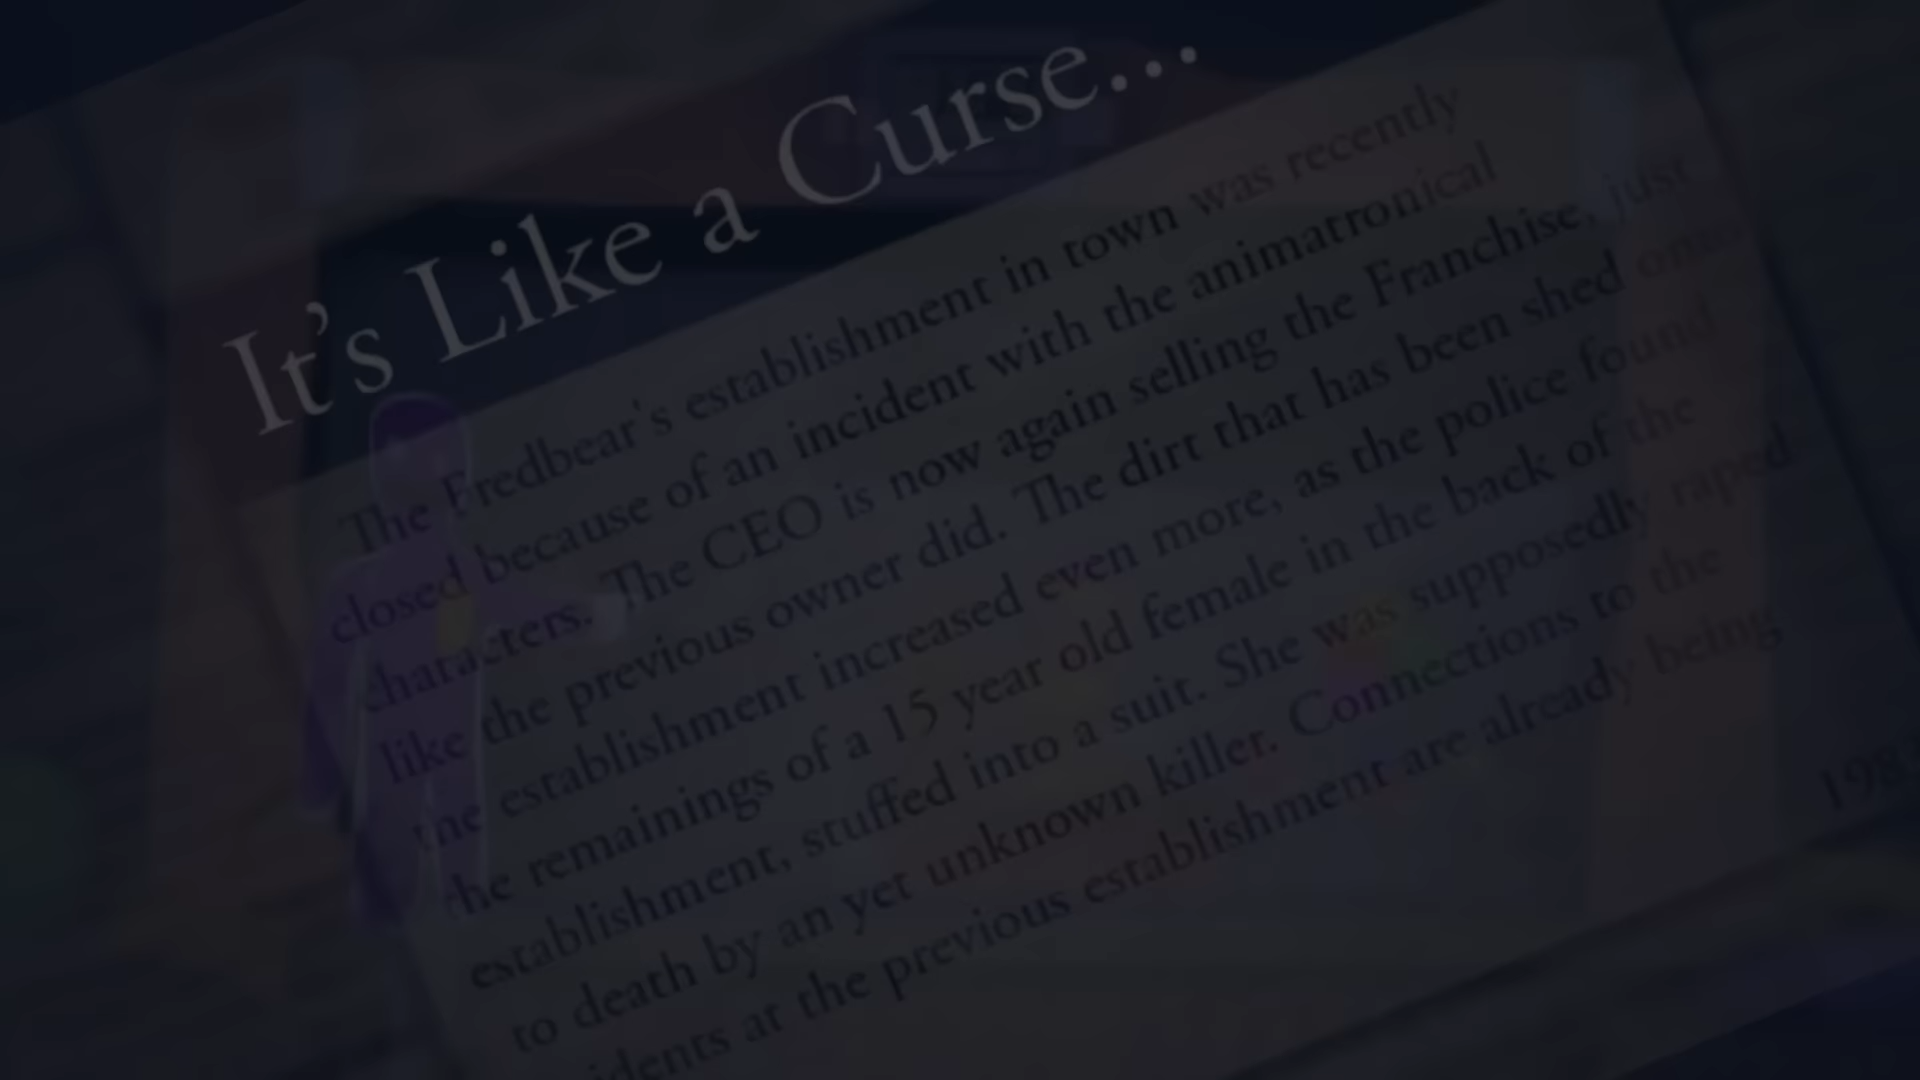 It's Like a Curse...
The Fredbear's establishment in town was recently
closed because of an incident with the animatronical
characters. The CEO is now again selling the Franchise, just
like the previous owner did. The dirt that has been shed
the establishment increased even more, as the police found
the remainings of a 15 year old female in the back of the
establishment, stuffed into a suit. She was supposedly raped
to death by an yet unknown killer. Connections to the
idents at the previous establishment are already being
198